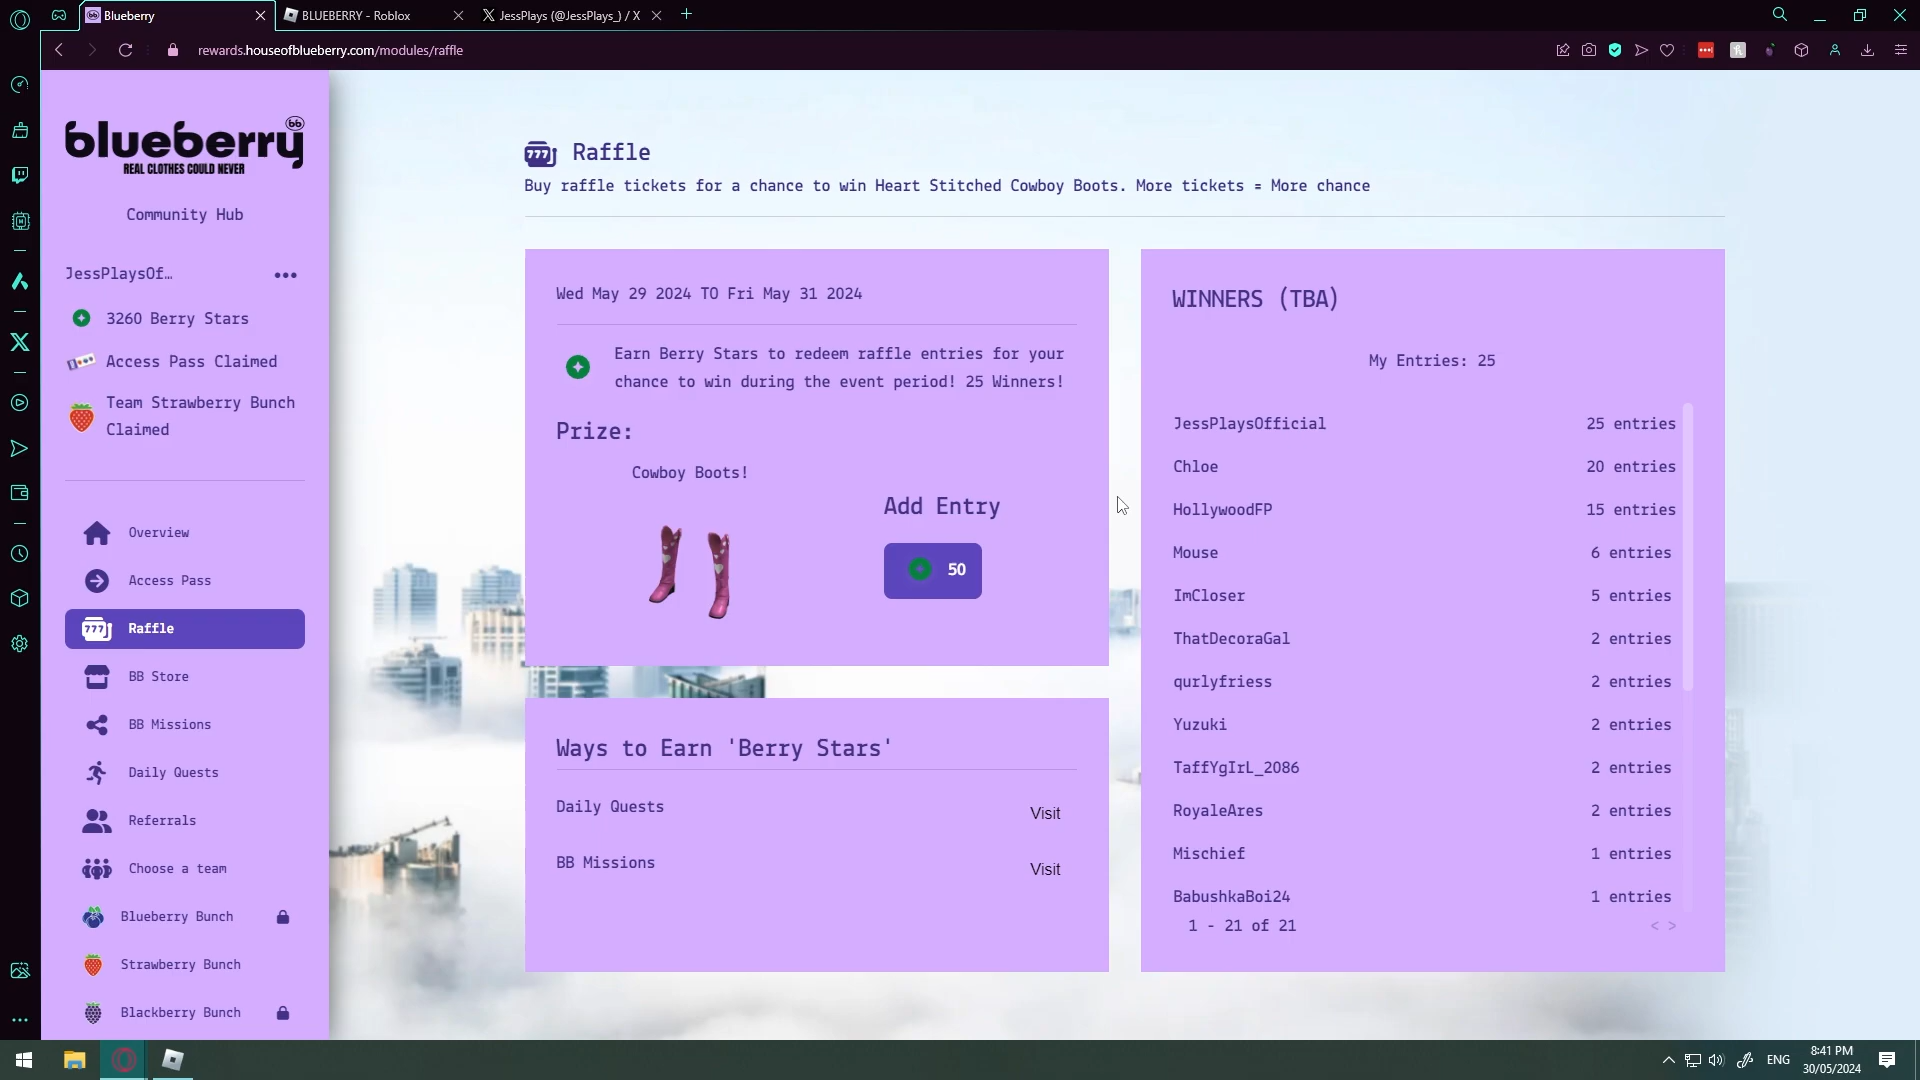 Blueberry
BLUEBERRY - Roblox
JessPlays (@JessPlays_) / X
rewards.houseofblueberry.com/modules/raffle
blueberry
bb
REAL CLOTHES COULD NEVER
Community Hub
JessPlaysOf…
3260 Berry Stars
Access Pass Claimed
Team Strawberry Bunch
Claimed
Overview
Access Pass
777
Raffle
BB Store
BB Missions
Daily Quests
Referrals
Choose a team
Blueberry Bunch
Strawberry Bunch
Blackberry Bunch
777
Raffle
Buy raffle tickets for a chance to win Heart Stitched Cowboy Boots. More tickets = More chance
Wed May 29 2024 TO Fri May 31 2024
Earn Berry Stars to redeem raffle entries for your
chance to win during the event period! 25 Winners!
Prize:
Cowboy Boots!
Add Entry
50
Ways to Earn 'Berry Stars'
Daily Quests
Visit
BB Missions
Visit
WINNERS (TBA)
My Entries: 25
JessPlaysOfficial 25 entries
Chloe 20 entries
HollywoodFP 15 entries
Mouse 6 entries
ImCloser 5 entries
ThatDecoraGal 2 entries
qurlyfriess 2 entries
Yuzuki 2 entries
TaffYgIrL_2086 2 entries
RoyaleAres 2 entries
Mischief 1 entries
BabushkaBoi24 1 entries
1 - 21 of 21 < >
ENG
8:41 PM
30/05/2024